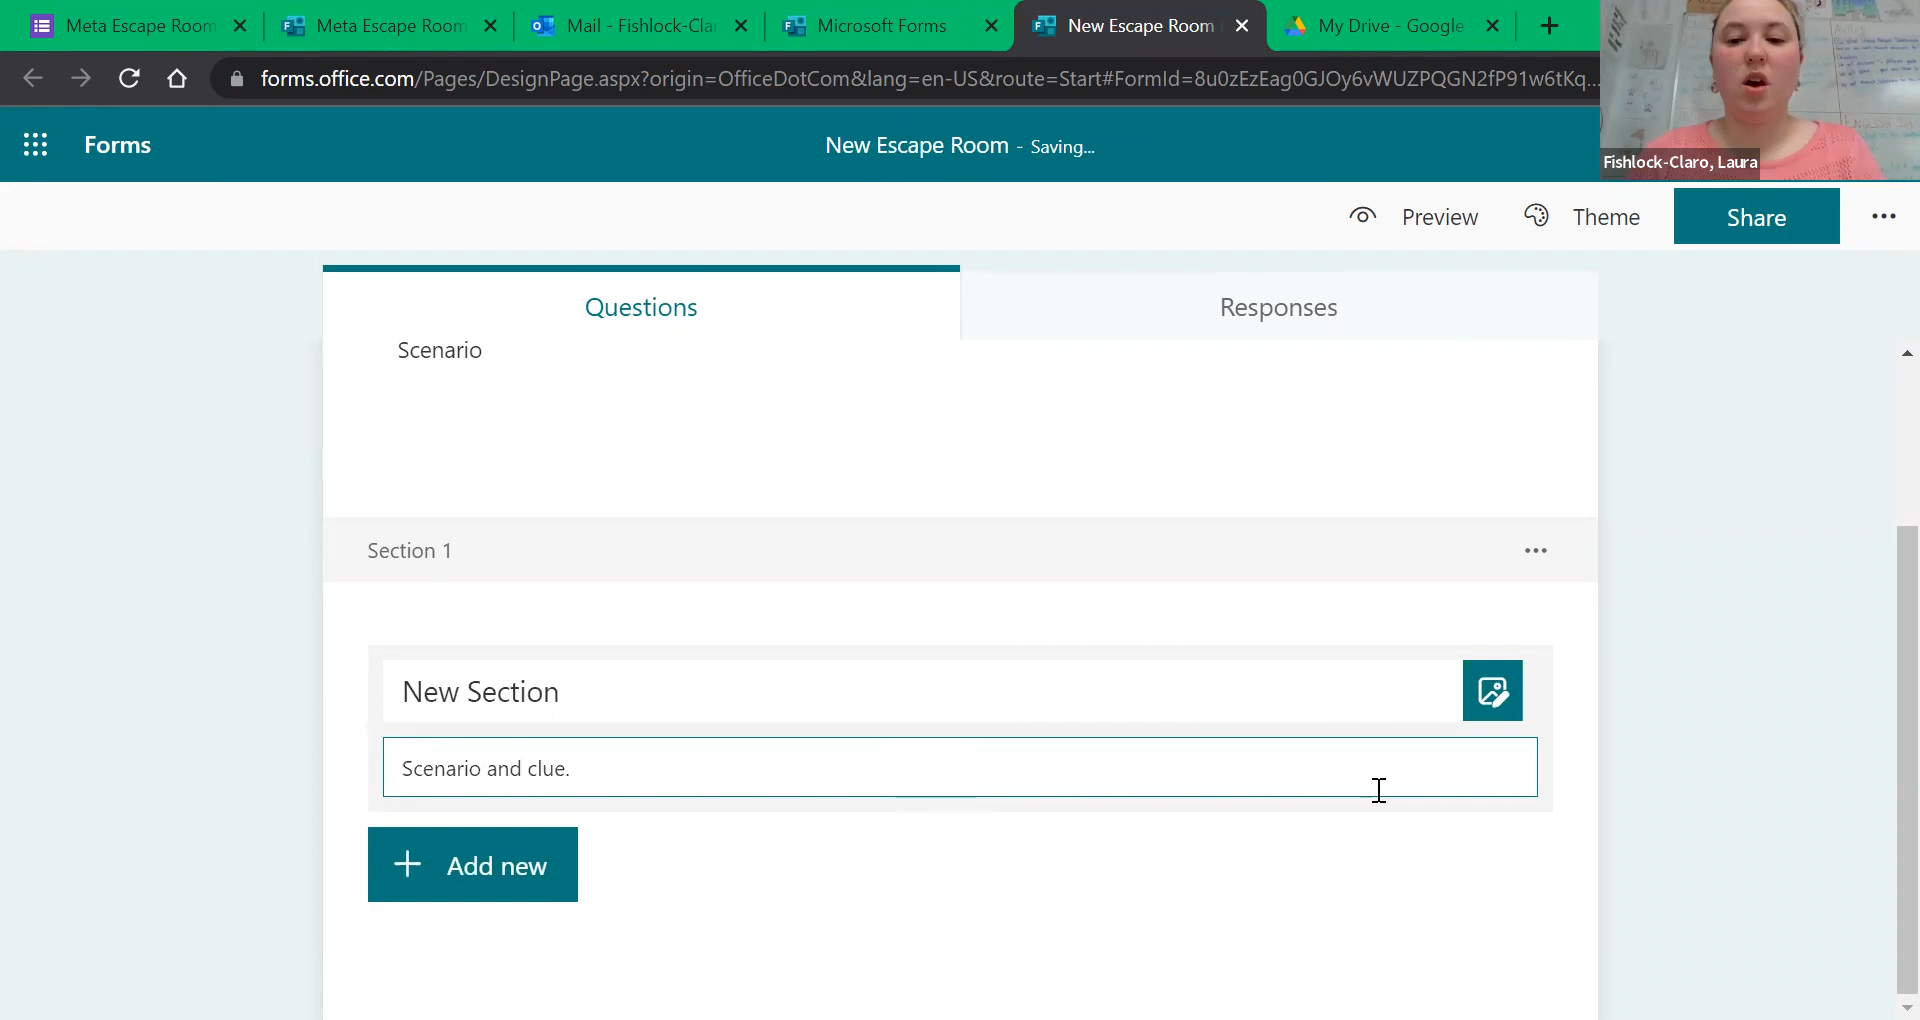 Meta Escape Room
Meta Escape Room
Mail - Fishlock-Clar
Microsoft Forms
New Escape Room
My Drive - Google
forms.office.com/Pages/DesignPage.aspx?origin=OfficeDotCom&lang=en-US&route=Start#FormId=8u0zEzEag0GJOy6vWUZPQGN2fP91w6tKq...
Fishlock-Claro, Laura
Forms
New Escape Room - Saving...
Preview
Theme
Share
Questions
Responses
Scenario
Section 1
New Section
Scenario and clue.
Add new